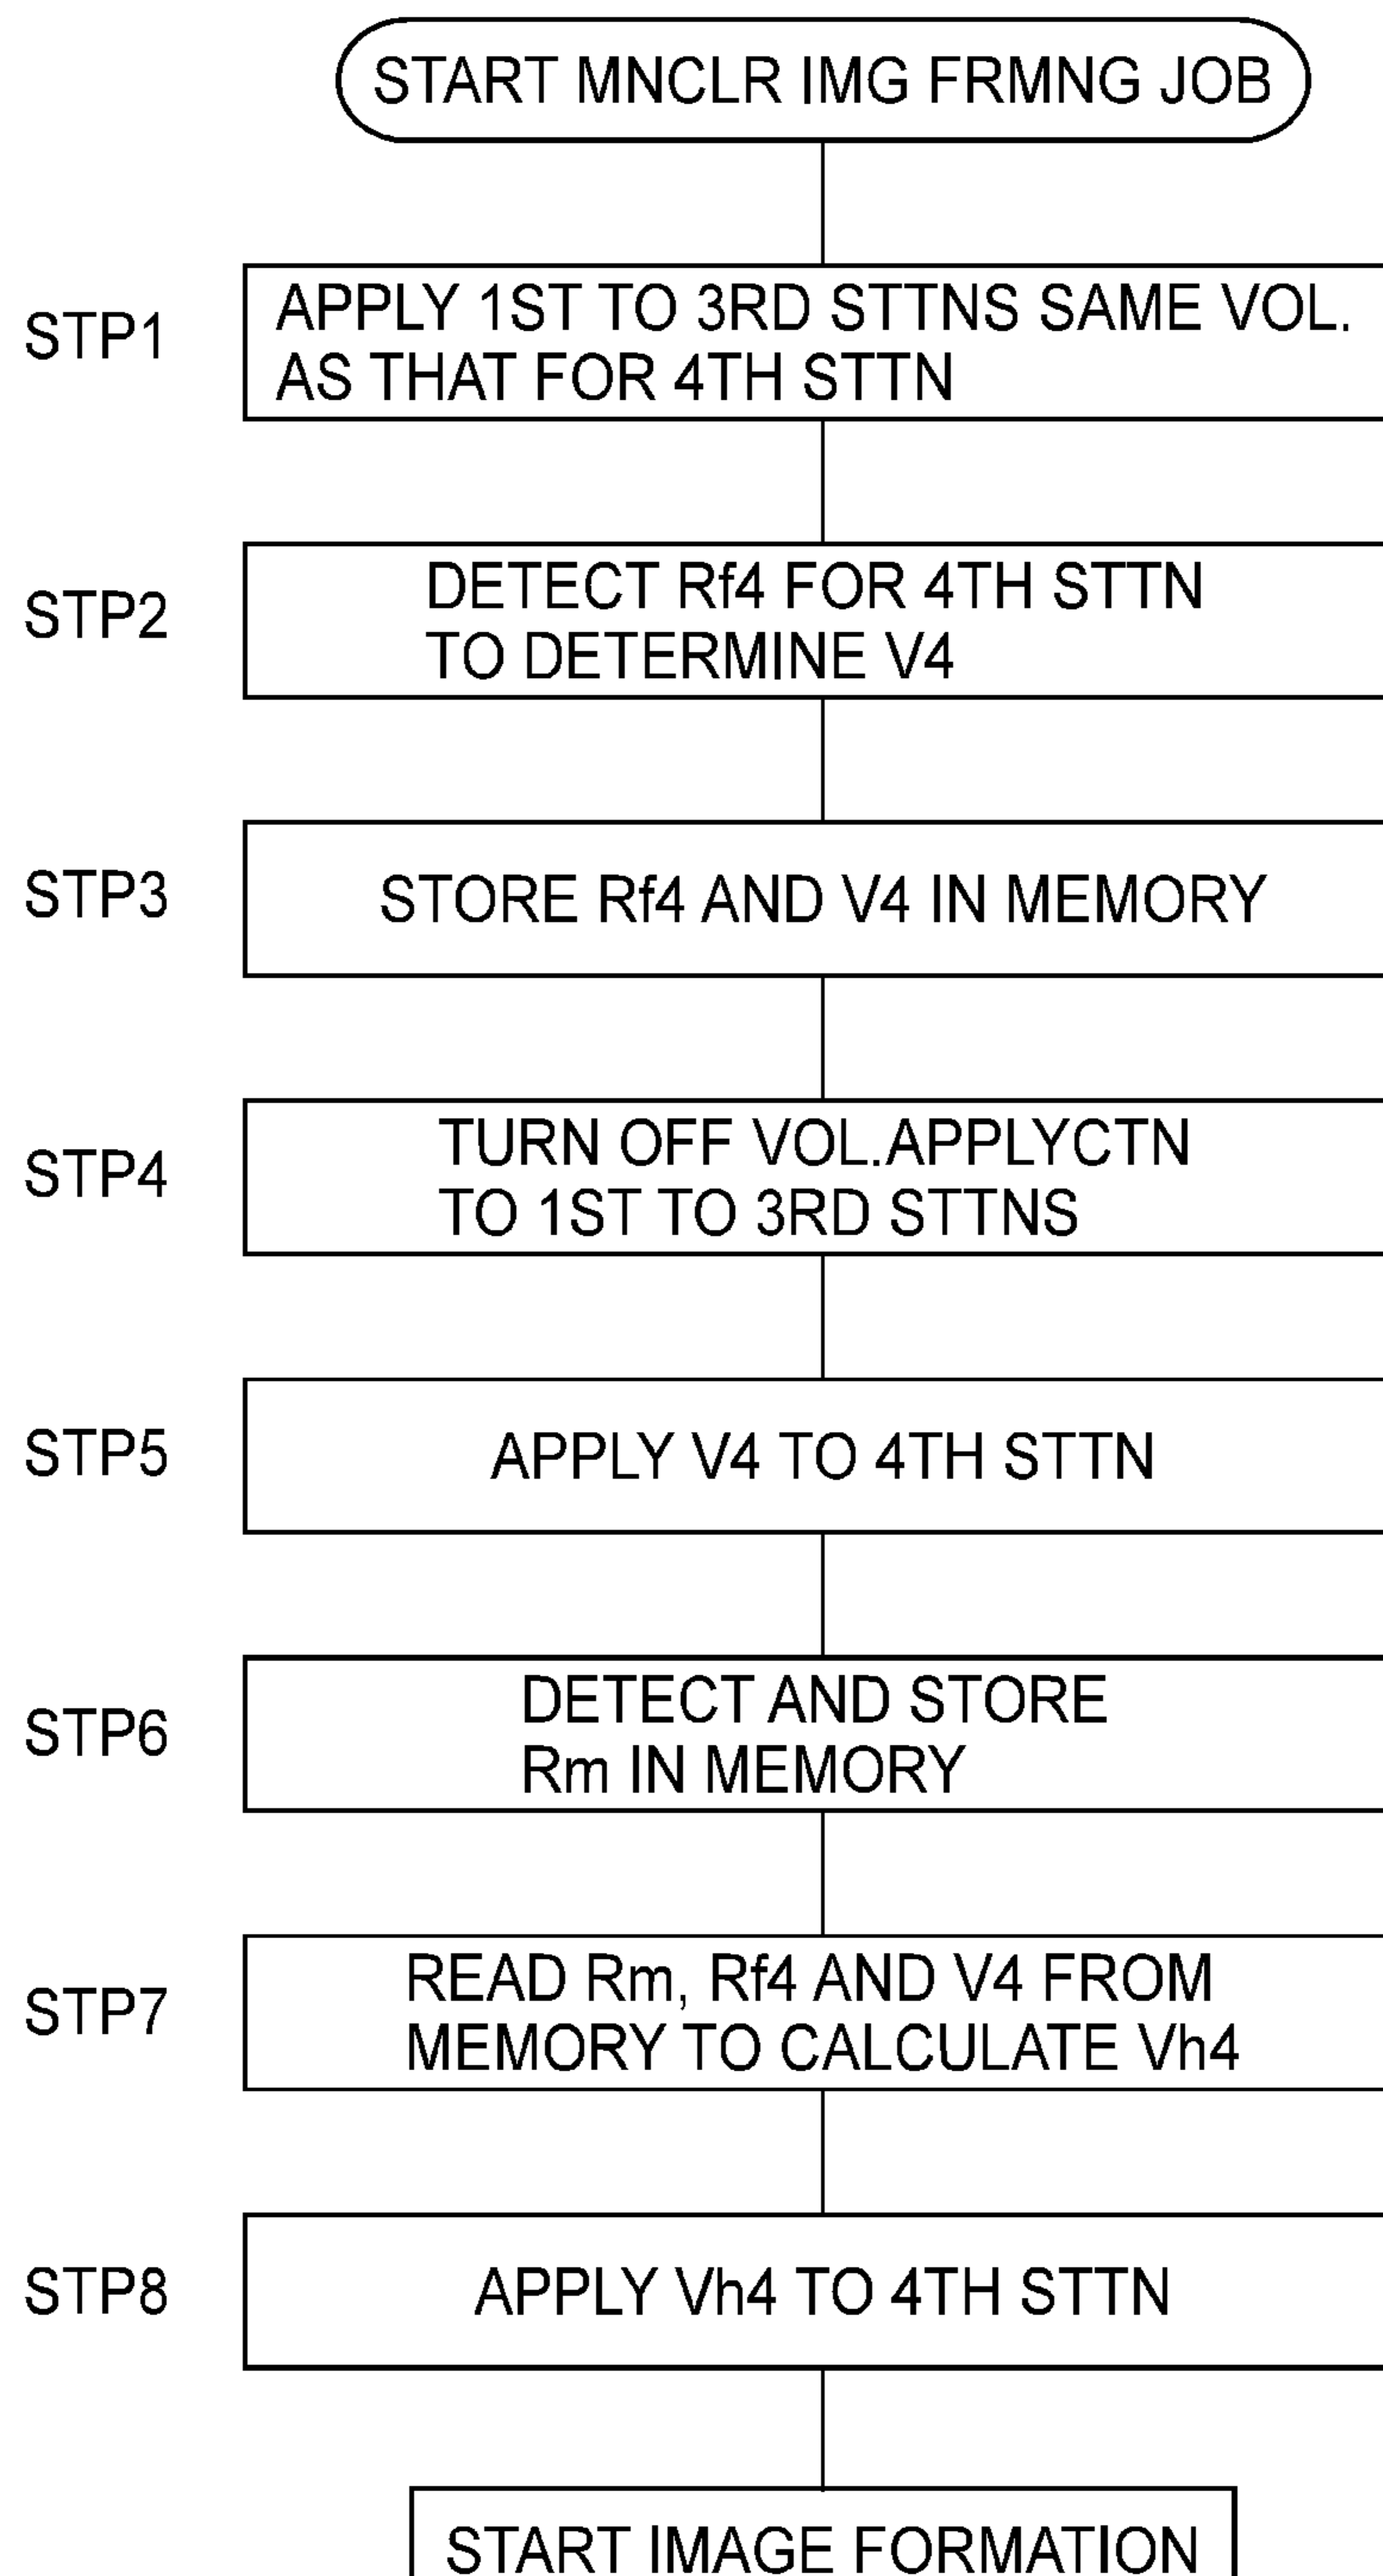 START MNCLR IMG FRMNG JOB
STP1
APPLY 1ST TO 3RD STTNS SAME VOL.
AS THAT FOR 4TH STTN
STP2
DETECT Rf4 FOR 4TH STTN
TO DETERMINE V4
STP3
STORE Rf4 AND V4 IN MEMORY
STP4
TURN OFF VOL.APPLYCTN
TO 1ST TO 3RD STTNS
STP5
APPLY V4 TO 4TH STTN
STP6
DETECT AND STORE
Rm IN MEMORY
STP7
READ Rm, Rf4 AND V4 FROM
MEMORY TO CALCULATE Vh4
STP8
APPLY Vh4 TO 4TH STTN
START IMAGE FORMATION